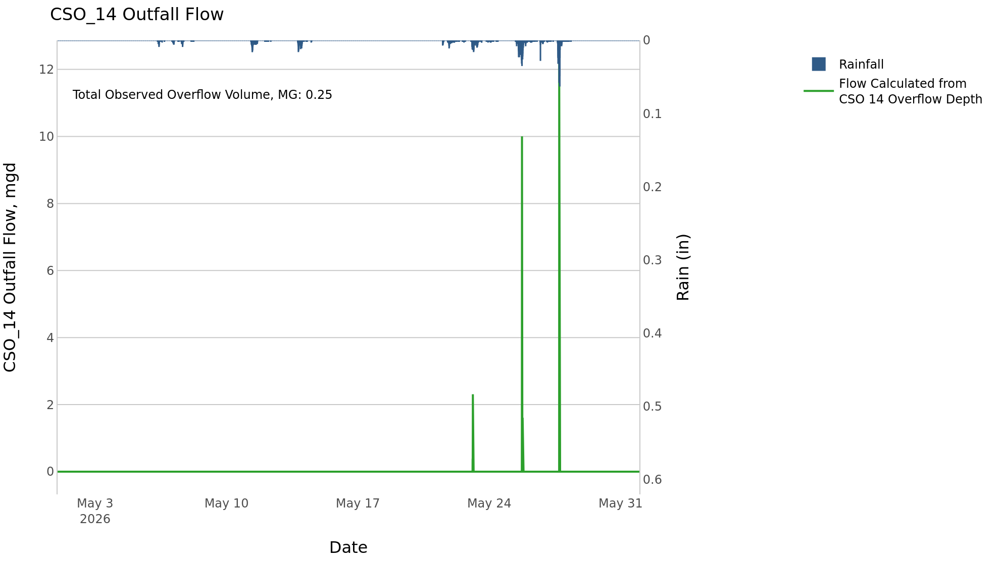 CSO_14 Outfall Flow
Total Observed Overflow Volume, MG: 0.25
Rainfall
Flow Calculated from
CSO 14 Overflow Depth
CSO_14 Outfall Flow, mgd
12
10
8
6
4
2
0
0
0.1
0.2
0.3
0.4
0.5
0.6
Rain (in)
May 3
2026
May 10
May 17
May 24
May 31
Date